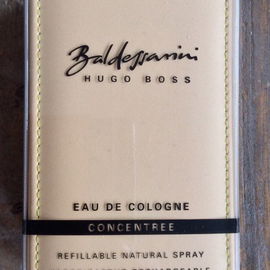 Baldessarini
HUGO BOSS
EAU DE COLOGNE
CONCENTREE
REFILLABLE NATURAL SPRAY